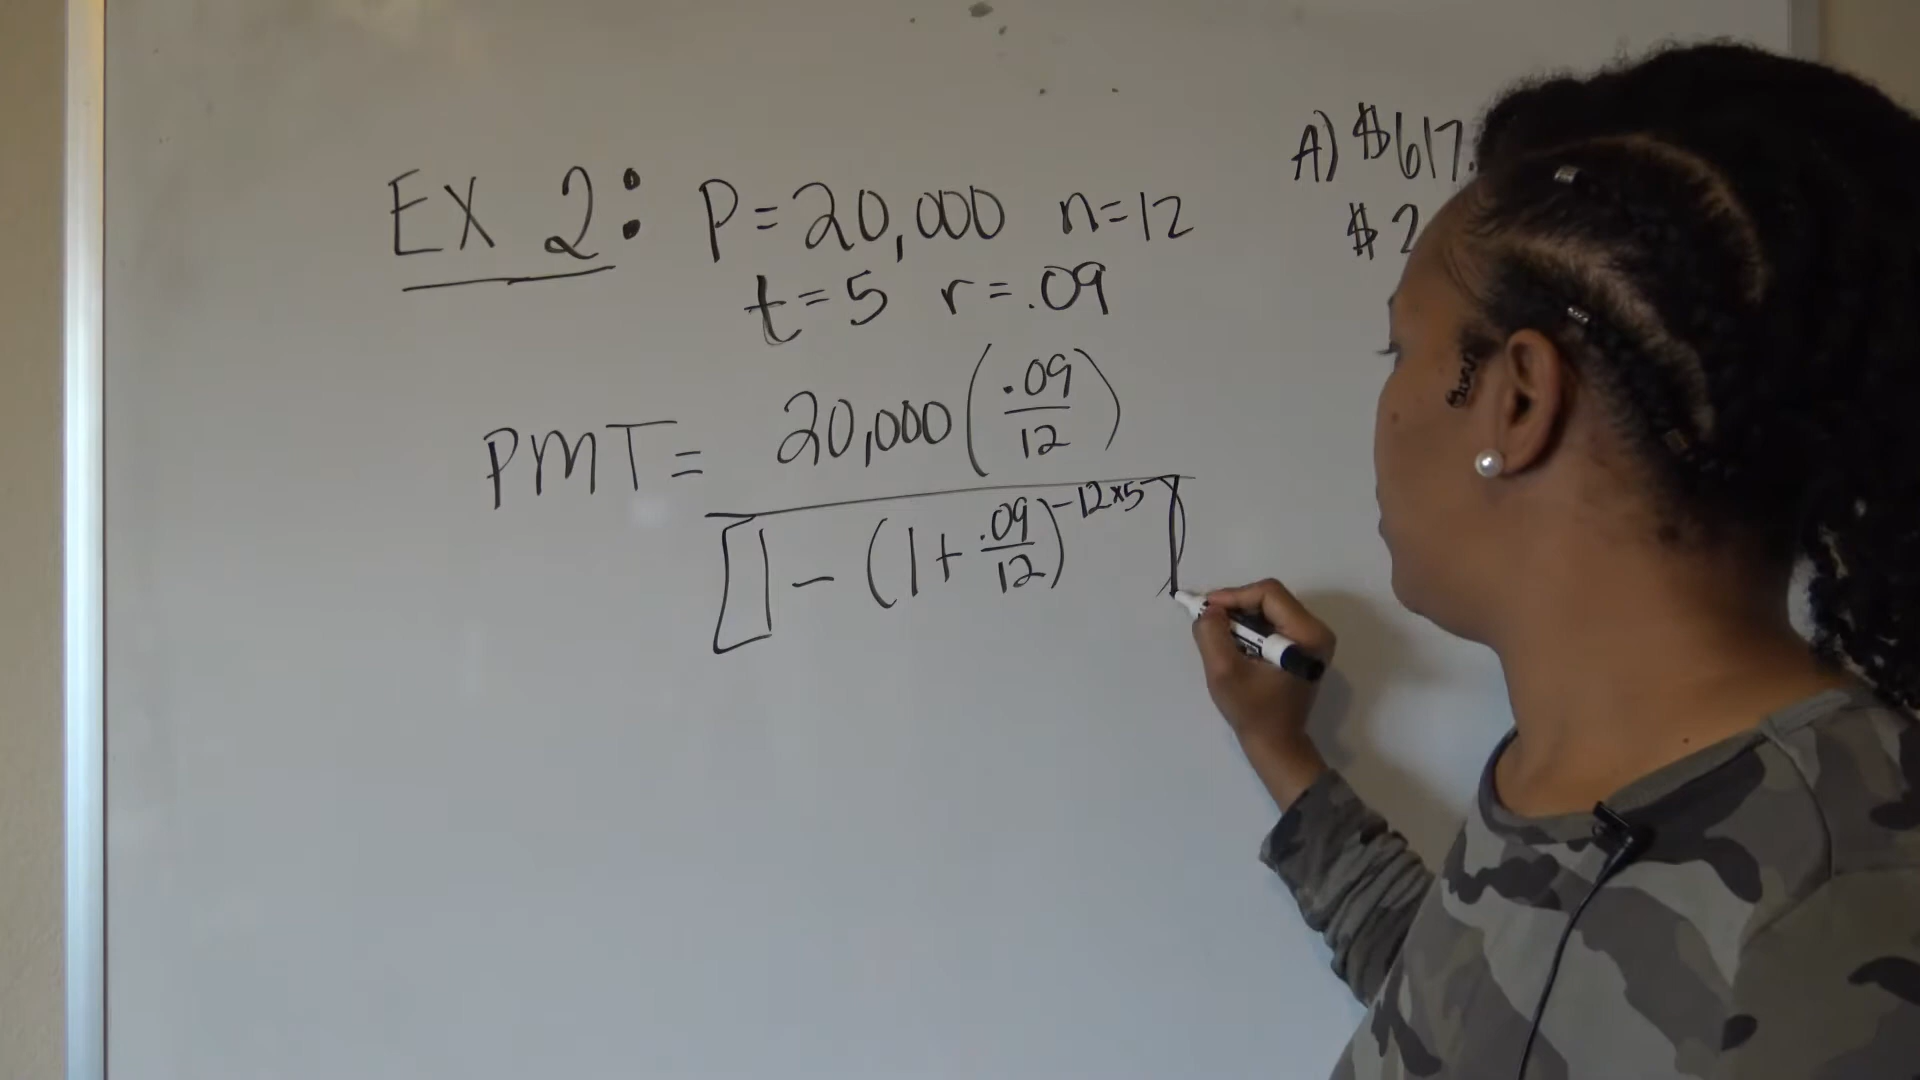 EX 2: P=20,000 n=12
t=5 r=.09
PMT= 20,000(.09/12)
[1-(1+.09/12)^-12x5]
A) $617.
$2